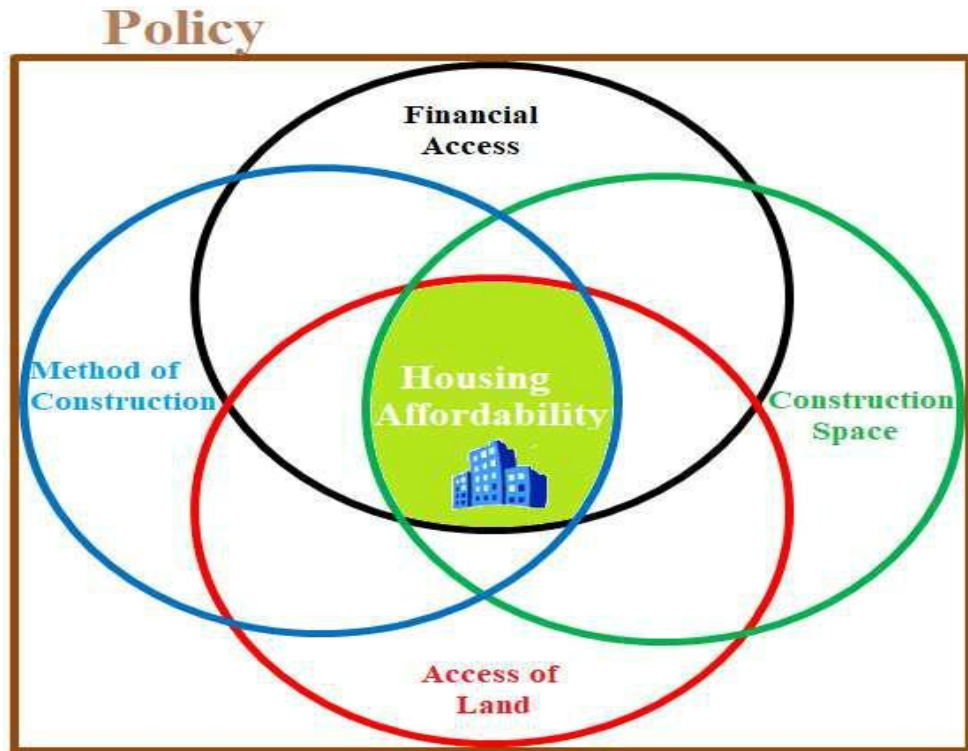 Policy
Financial
Access
Method of
Construction
Housing
Affordability
Construction
Space
Access of
Land